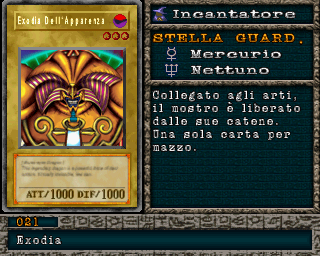 Exodia Dell'Apparenza
ATT/1000 DIF/1000
Incantatore
STELLA GUARD.
Mercurio
Nettuno
Collegato agli arti,
il mostro è liberato
dalle sue catene.
Una sola carta per
mazzo.
021
Exodia